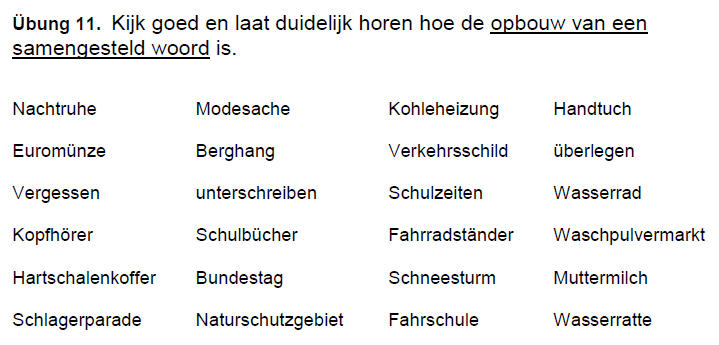 Übung 11. Kijk goed en laat duidelijk horen hoe de opbouw van een
samengesteld woord is.
Nachtruhe Modesache Kohleheizung Handtuch
Euromünze Berghang Verkehrsschild überlegen
Vergessen unterschreiben Schulzeiten Wasserrad
Kopfhörer Schulbücher Fahrradständer Waschpulvermarkt
Hartschalenkoffer Bundestag Schneesturm Muttermilch
Schlagerparade Naturschutzgebiet Fahrschule Wasserratte